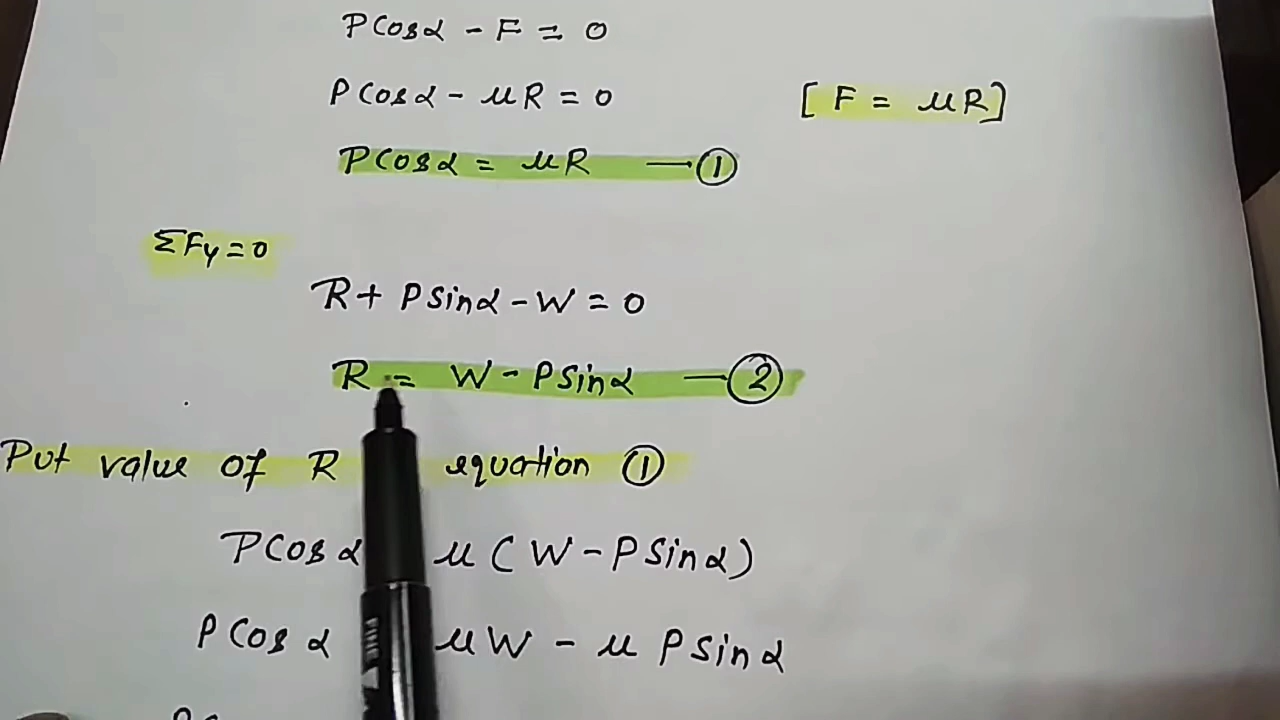 Pcosα - F = 0
Pcosα - μR = 0 [F = μR]
Pcosα = μR — ①
ΣFy = 0
R + Psinα - W = 0
R = W - Psinα — ②
Put value of R equation ①
Pcosα μ(W - Psinα)
Pcosα μW - μPsinα